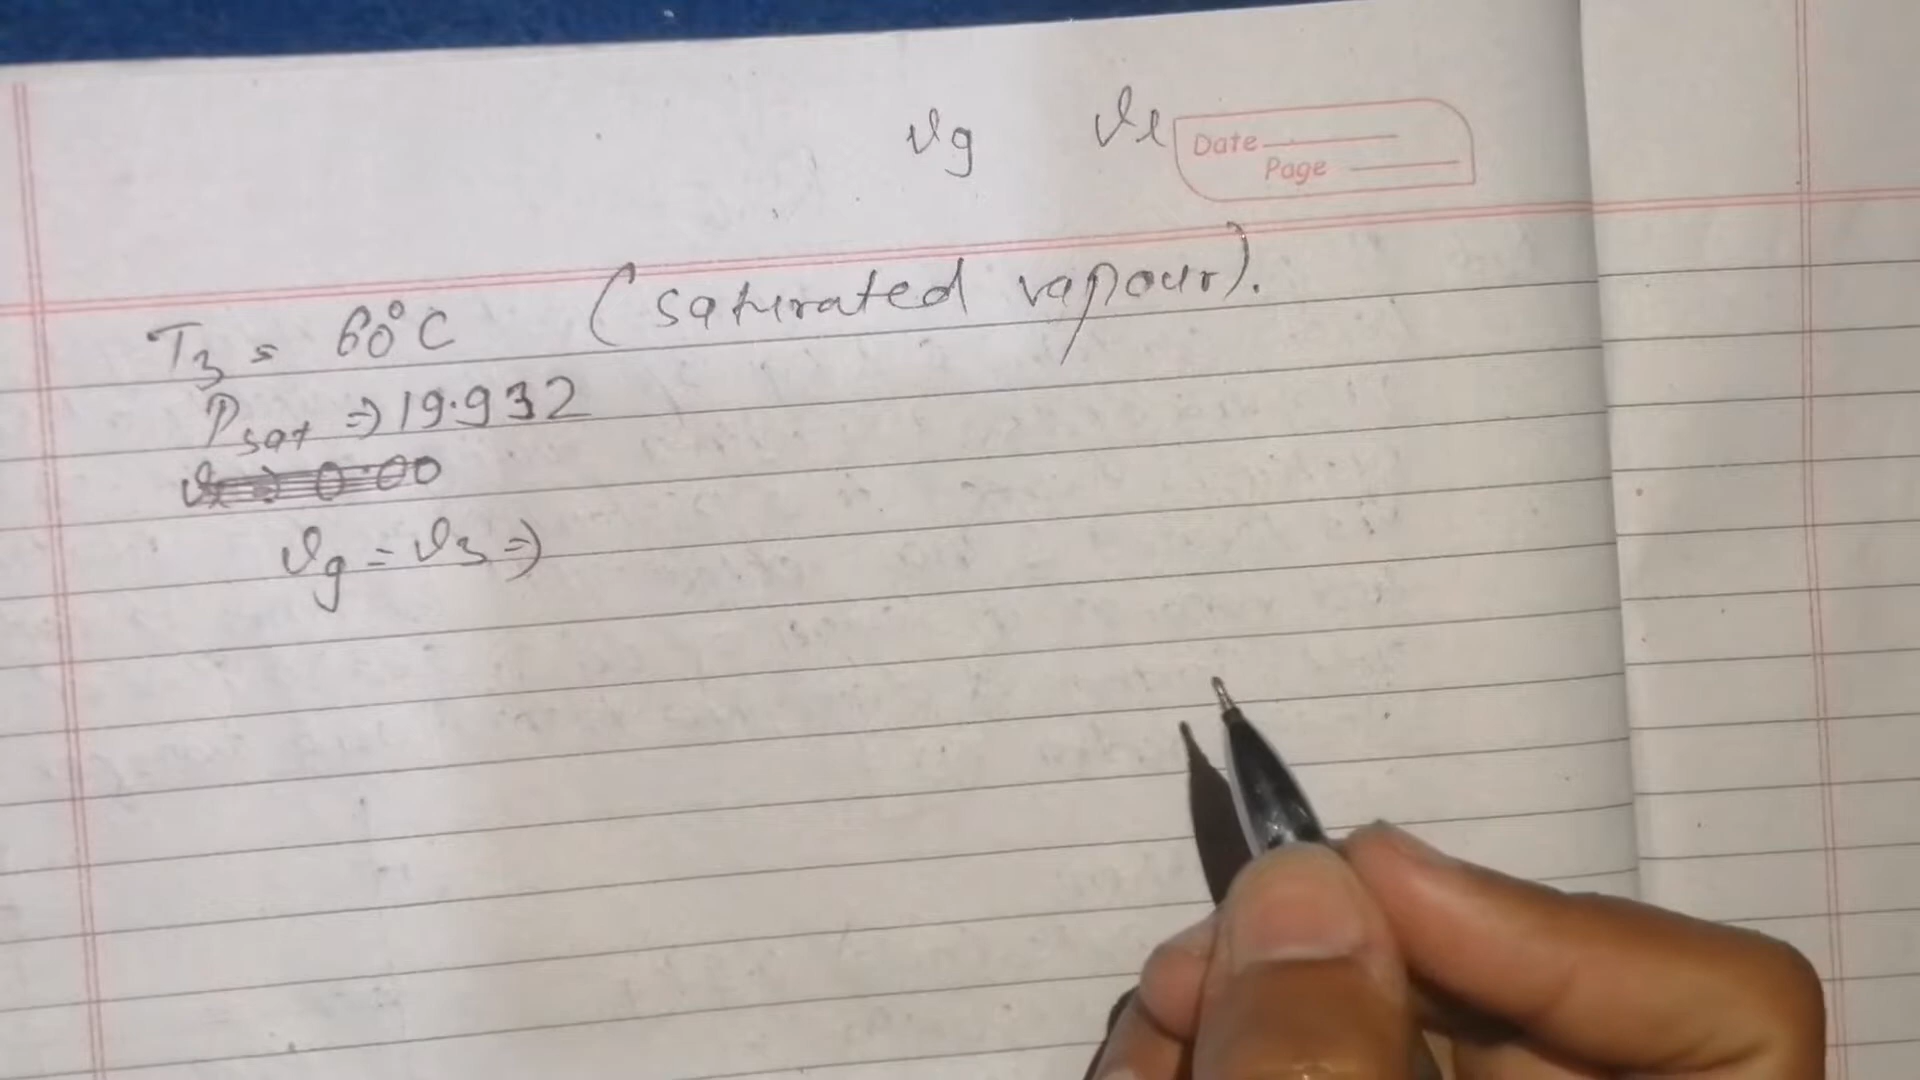 vg vl
Date
Page
T3 = 60°C (saturated vapour).
Psat ⇒ 19.932
vg = v3 ⇒